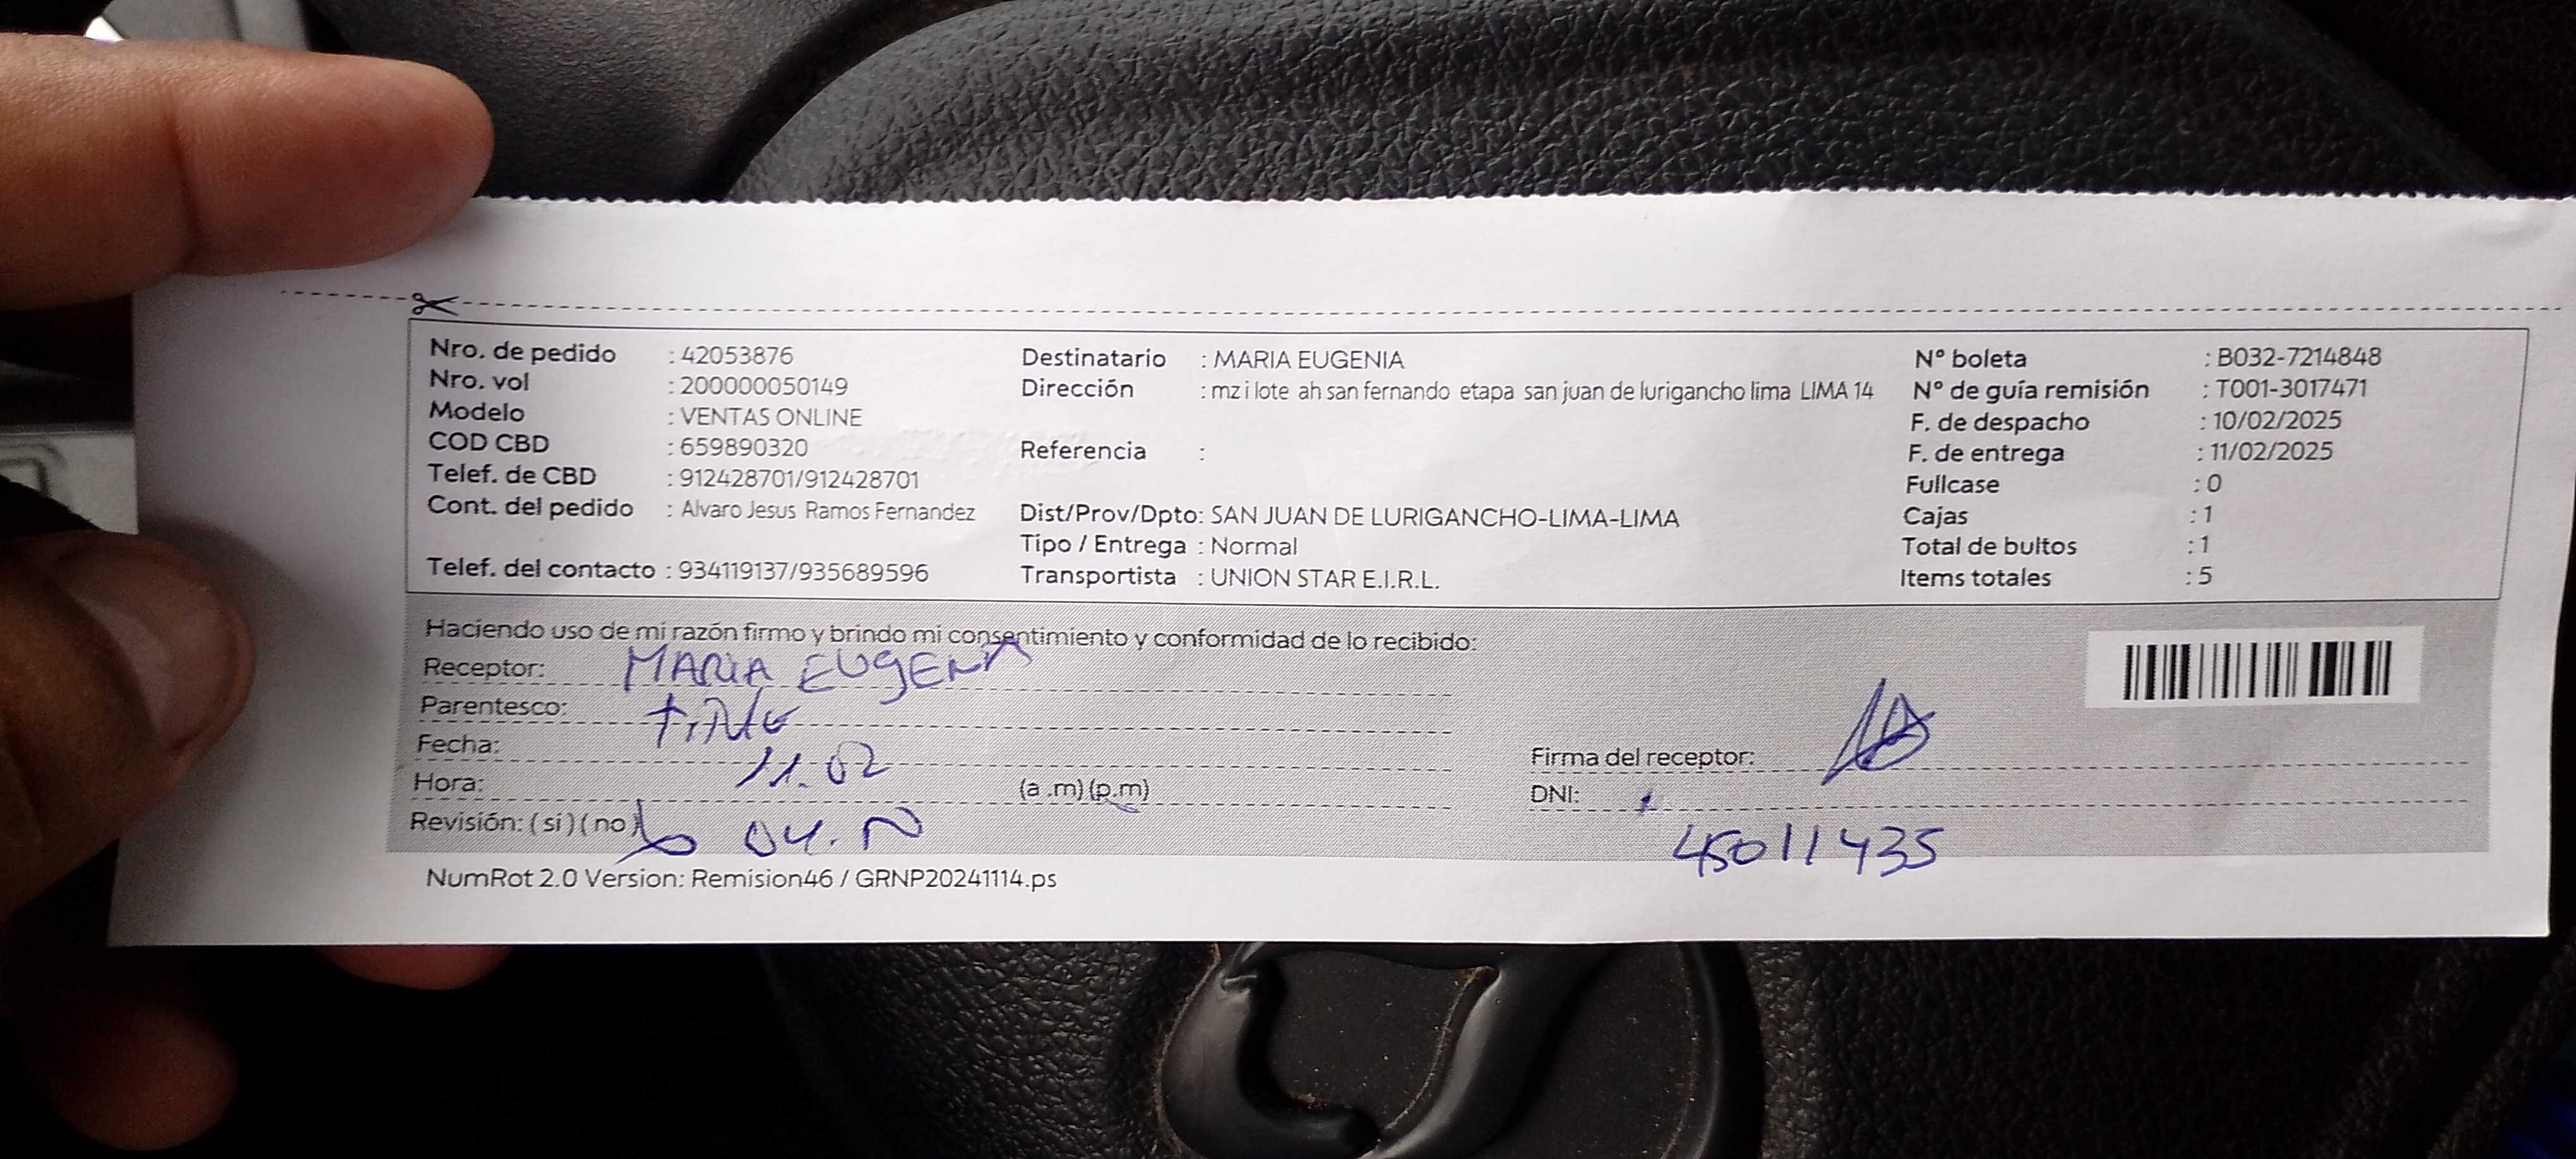 Nro. de pedido : 42053876
Nro. vol : 200000050149
Modelo : VENTAS ONLINE
COD CBD : 659890320
Telef. de CBD : 912428701/912428701
Cont. del pedido : Alvaro Jesus Ramos Fernandez
Telef. del contacto : 934119137/935689596
Destinatario : MARIA EUGENIA
Dirección : mz i lote ah san fernando etapa san juan de lurigancho lima LIMA 14
Referencia :
Dist/Prov/Dpto: SAN JUAN DE LURIGANCHO-LIMA-LIMA
Tipo / Entrega : Normal
Transportista : UNION STAR E.I.R.L.
N° boleta : B032-7214848
N° de guía remisión : T001-3017471
F. de despacho : 10/02/2025
F. de entrega : 11/02/2025
Fullcase : 0
Cajas : 1
Total de bultos : 1
Items totales : 5
Haciendo uso de mi razón firmo y brindo mi consentimiento y conformidad de lo recibido:
Receptor: MARIA EUGENIA
Parentesco:
Fecha: 11.02
Hora: (a .m) (p.m)
Revisión: ( si ) ( no )
Firma del receptor:
DNI:
45011435
NumRot 2.0 Version: Remision46 / GRNP20241114.ps